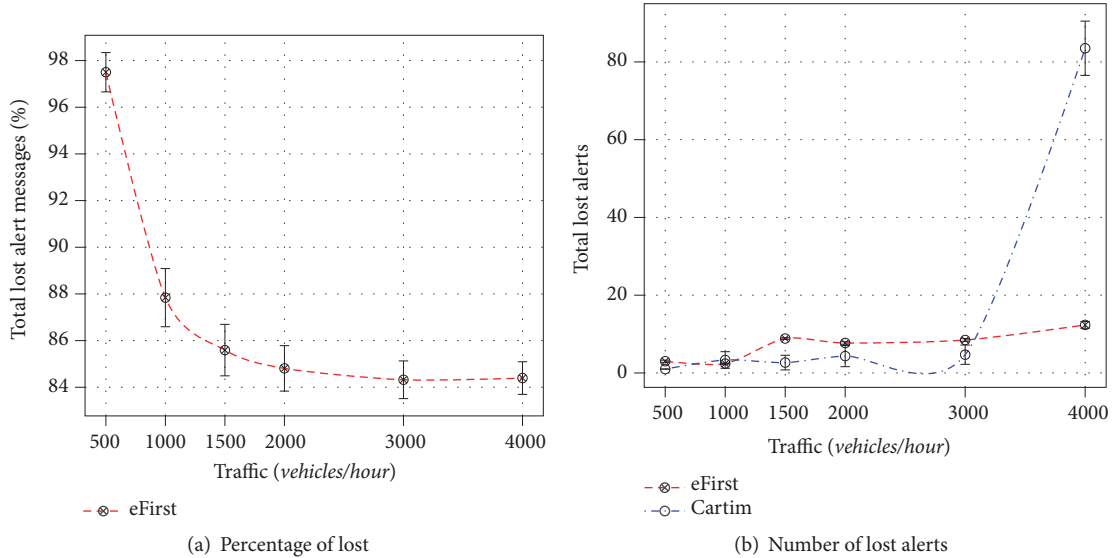 Total lost alert messages (%)
98
96
94
92
90
88
86
84
500 1000 1500 2000 3000 4000
Traffic (vehicles/hour)
eFirst
(a) Percentage of lost
Total lost alerts
80
60
40
20
0
500 1000 1500 2000 3000 4000
Traffic (vehicles/hour)
eFirst
Cartim
(b) Number of lost alerts